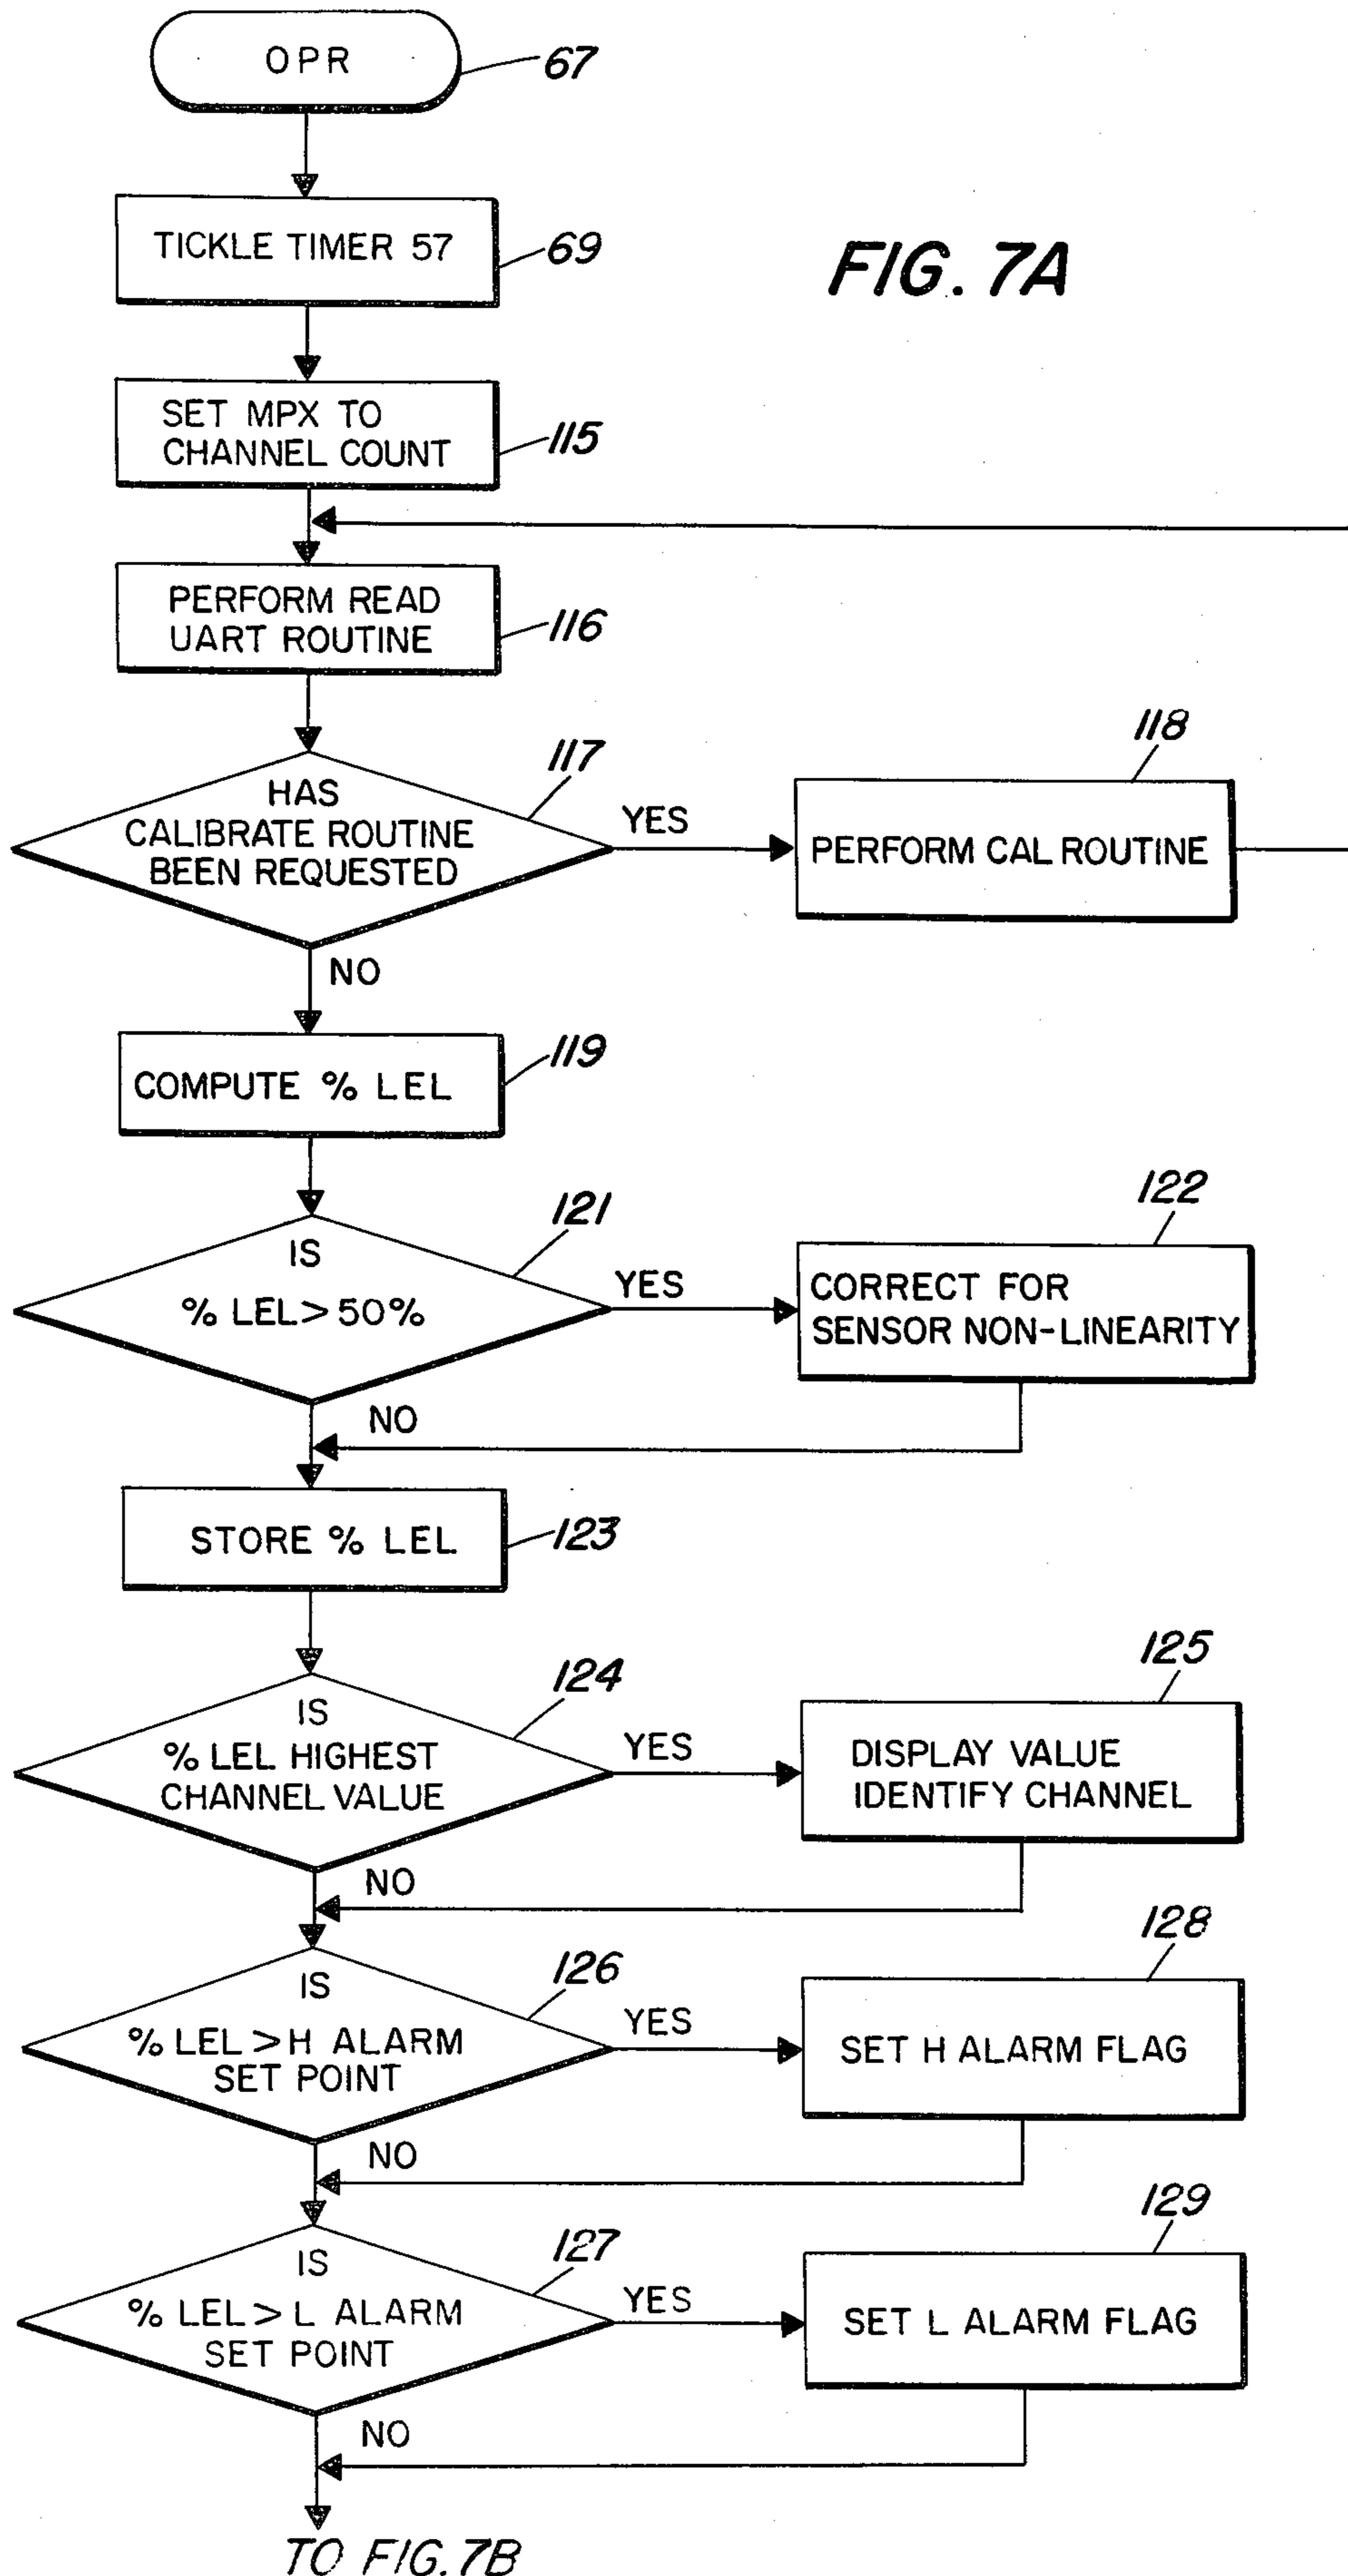 OPR
67
TICKLE TIMER 57
69
FIG. 7A
SET MPX TO
CHANNEL COUNT
115
PERFORM READ
UART ROUTINE
116
HAS
CALIBRATE ROUTINE
BEEN REQUESTED
117
YES
118
PERFORM CAL ROUTINE
NO
COMPUTE % LEL
119
IS
% LEL > 50%
121
YES
122
CORRECT FOR
SENSOR NON-LINEARITY
NO
STORE % LEL
123
IS
% LEL HIGHEST
CHANNEL VALUE
124
YES
125
DISPLAY VALUE
IDENTIFY CHANNEL
NO
IS
% LEL > H ALARM
SET POINT
126
YES
128
SET H ALARM FLAG
NO
IS
% LEL > L ALARM
SET POINT
127
YES
129
SET L ALARM FLAG
NO
TO FIG. 7B